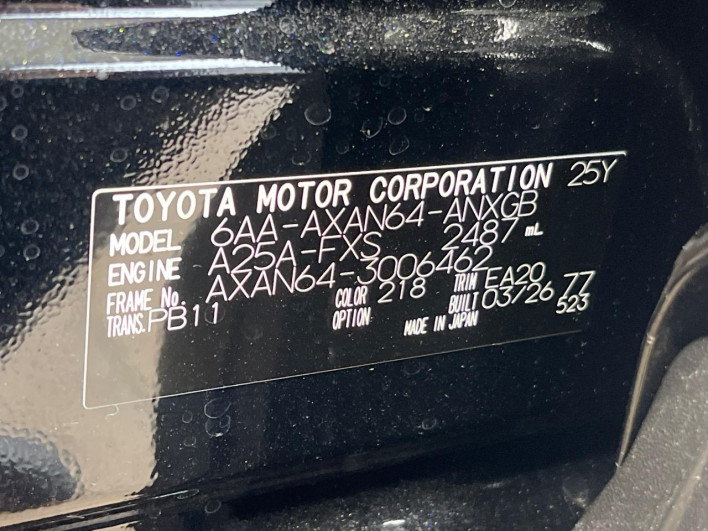 TOYOTA MOTOR CORPORATION 25Y
MODEL 6AA-AXAN64-ANXGB
ENGINE A25A-FXS 2487 mL
FRAME No. AXAN64-3006462
TRANS. PB11 COLOR 218 TRIM EA20 77
OPTION BUILT 03/26 523
MADE IN JAPAN